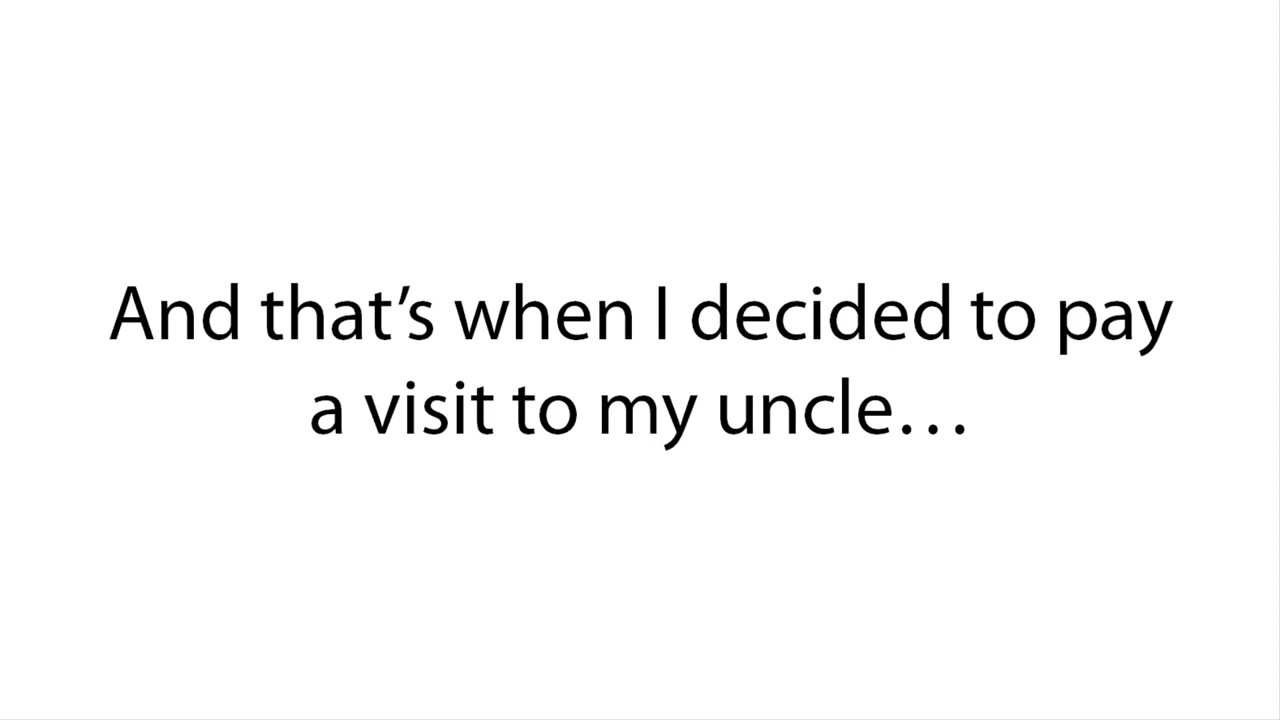 And that’s when I decided to pay
a visit to my uncle…